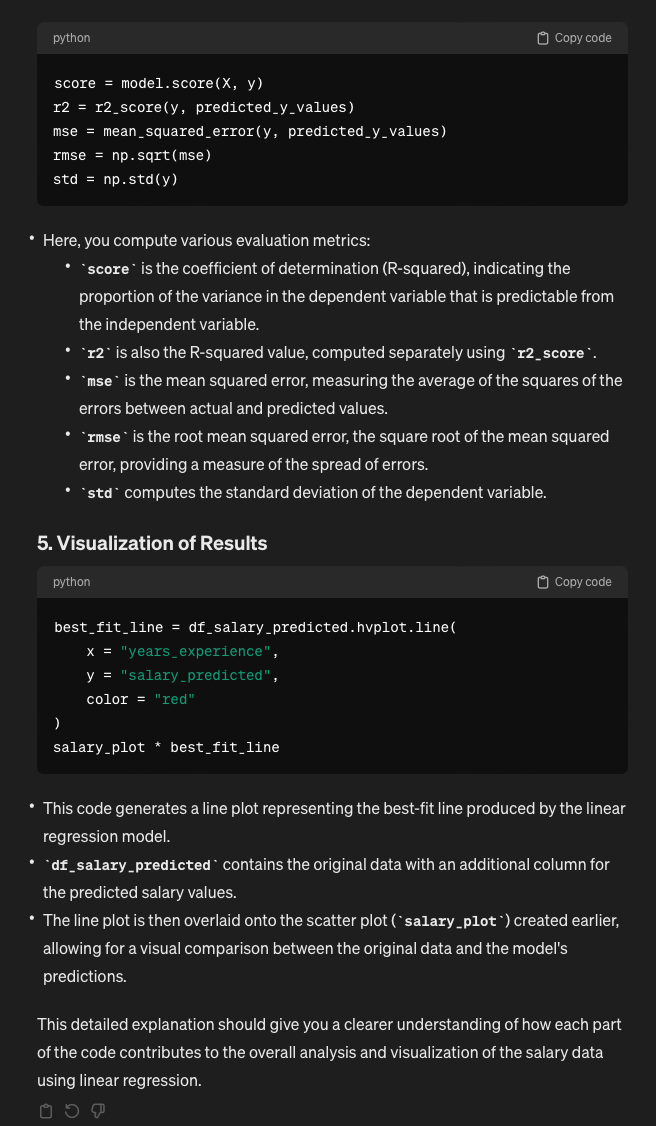 python Copy code
score = model.score(X, y)
r2 = r2_score(y, predicted_y_values)
mse = mean_squared_error(y, predicted_y_values)
rmse = np.sqrt(mse)
std = np.std(y)
• Here, you compute various evaluation metrics:
• `score` is the coefficient of determination (R-squared), indicating the
proportion of the variance in the dependent variable that is predictable from
the independent variable.
• `r2` is also the R-squared value, computed separately using `r2_score`.
• `mse` is the mean squared error, measuring the average of the squares of the
errors between actual and predicted values.
• `rmse` is the root mean squared error, the square root of the mean squared
error, providing a measure of the spread of errors.
• `std` computes the standard deviation of the dependent variable.
5. Visualization of Results
python Copy code
best_fit_line = df_salary_predicted.hvplot.line(
    x = "years_experience",
    y = "salary_predicted",
    color = "red"
)
salary_plot * best_fit_line
• This code generates a line plot representing the best-fit line produced by the linear
regression model.
• `df_salary_predicted` contains the original data with an additional column for
the predicted salary values.
• The line plot is then overlaid onto the scatter plot (`salary_plot`) created earlier,
allowing for a visual comparison between the original data and the model's
predictions.
This detailed explanation should give you a clearer understanding of how each part
of the code contributes to the overall analysis and visualization of the salary data
using linear regression.